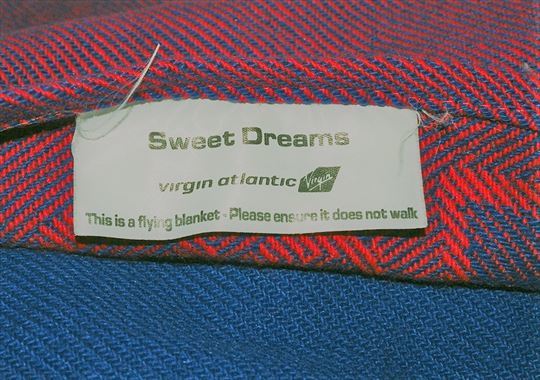 Sweet Dreams
virgin atlantic Virgin
This is a flying blanket - Please ensure it does not walk